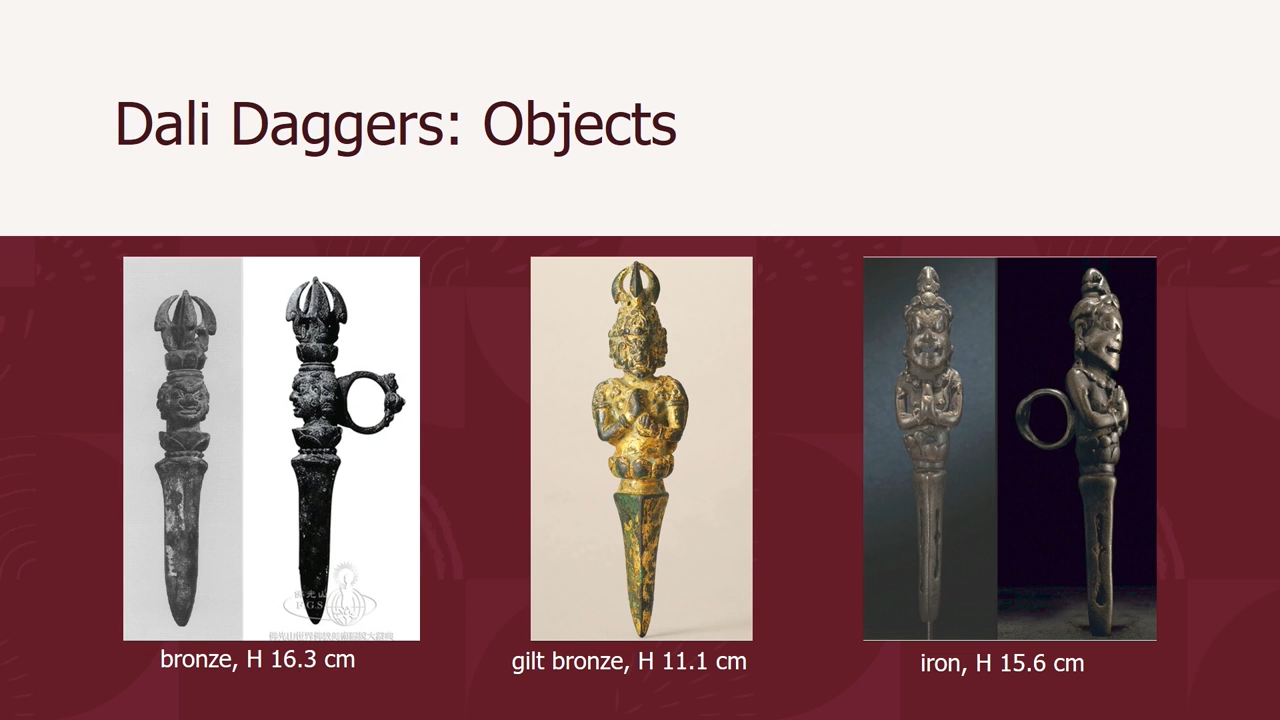 Dali Daggers: Objects
F.G.S.
bronze, H 16.3 cm
gilt bronze, H 11.1 cm
iron, H 15.6 cm